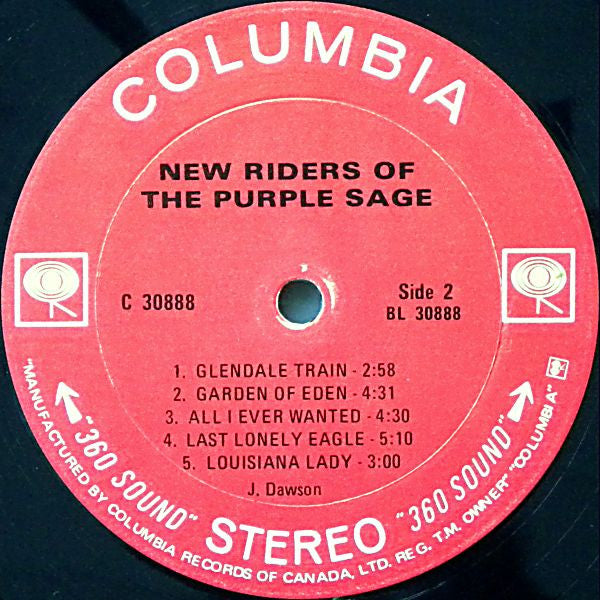 COLUMBIA
NEW RIDERS OF
THE PURPLE SAGE
C 30888
Side 2
BL 30888
1. GLENDALE TRAIN - 2:58
2. GARDEN OF EDEN - 4:31
3. ALL I EVER WANTED - 4:30
4. LAST LONELY EAGLE - 5:10
5. LOUISIANA LADY - 3:00
J. Dawson
"360 SOUND" STEREO "360 SOUND"
"MANUFACTURED BY COLUMBIA RECORDS OF CANADA, LTD. REG. T.M. OWNER" "COLUMBIA"